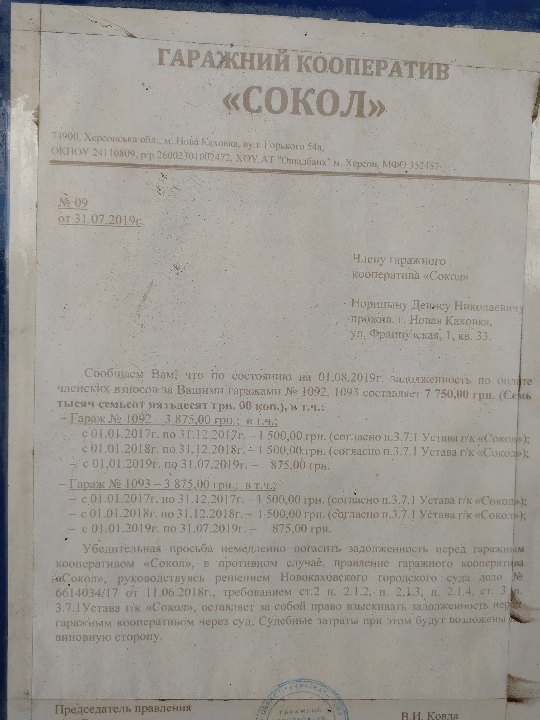 ГАРАЖНИЙ КООПЕРАТИВ
«СОКОЛ»
74900, Херсонська обл., м. Нова Каховка, вул. Горького 54а,
ОКПОУ 24110809, р/р 26002301002472, ХОУ АТ "Ощадбанк" м. Херсон, МФО 352457
№ 09
от 31.07.2019г.
Члену гаражного
кооператива «Сокол»
Норицыну Денису Николаевичу
прожив. г. Новая Каховка,
ул. Французская, 1, кв. 33.
Сообщаем Вам, что по состоянию на 01.08.2019г. задолженность по оплате
членских взносов за Вашими гаражами № 1092, 1093 составляет 7 750,00 грн. (Семь
тысяч семьсот пятьдесят грн. 00 коп.), в т.ч.:
– Гараж № 1092 – 3 875,00 грн.; в т.ч.:
– с 01.01.2017г. по 31.12.2017г. – 1 500,00 грн. (согласно п.3.7.1 Устава г/к «Сокол»);
– с 01.01.2018г. по 31.12.2018г. – 1 500,00 грн. (согласно п.3.7.1 Устава г/к «Сокол»);
– с 01.01.2019г. по 31.07.2019г. – 875,00 грн.
– Гараж № 1093 – 3 875,00 грн.; в т.ч.:
– с 01.01.2017г. по 31.12.2017г. – 1 500,00 грн. (согласно п.3.7.1 Устава г/к «Сокол»);
– с 01.01.2018г. по 31.12.2018г. – 1 500,00 грн. (согласно п.3.7.1 Устава г/к «Сокол»);
– с 01.01.2019г. по 31.07.2019г. – 875,00 грн.
Убедительная просьба немедленно погасить задолженность перед гаражным
кооперативом «Сокол», в противном случае, правление гаражного кооператива
«Сокол», руководствуясь решением Новокаховского городского суда дело №
6614034/17 от 11.06.2018г., требованием ст.2 п. 2.1.2, п. 2.1.3, п. 2.1.4, ст. 3 п.
3.7.1Устава г/к «Сокол», оставляет за собой право взыскивать задолженность перед
гаражным кооперативом через суд. Судебные затраты при этом будут возложены на
виновную сторону.
Председатель правления
В.И. Ковда